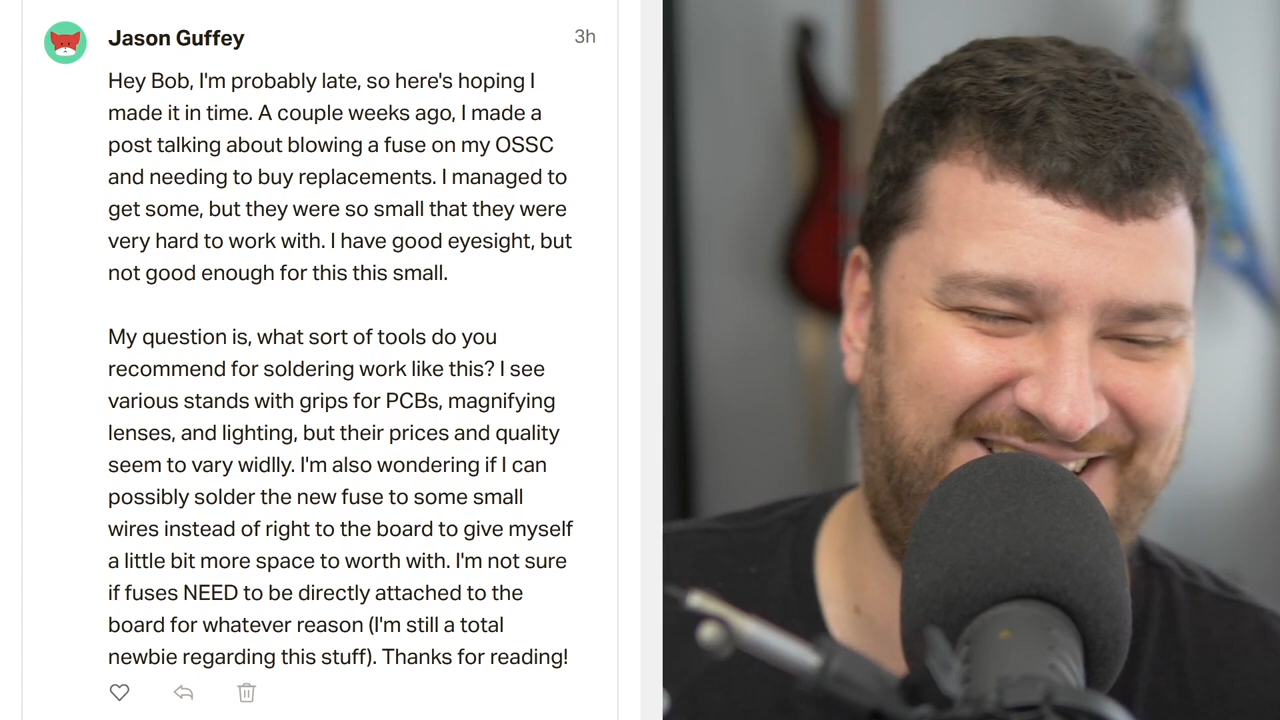 Jason Guffey
3h
Hey Bob, I'm probably late, so here's hoping I
made it in time. A couple weeks ago, I made a
post talking about blowing a fuse on my OSSC
and needing to buy replacements. I managed to
get some, but they were so small that they were
very hard to work with. I have good eyesight, but
not good enough for this this small.
My question is, what sort of tools do you
recommend for soldering work like this? I see
various stands with grips for PCBs, magnifying
lenses, and lighting, but their prices and quality
seem to vary widlly. I'm also wondering if I can
possibly solder the new fuse to some small
wires instead of right to the board to give myself
a little bit more space to worth with. I'm not sure
if fuses NEED to be directly attached to the
board for whatever reason (I'm still a total
newbie regarding this stuff). Thanks for reading!